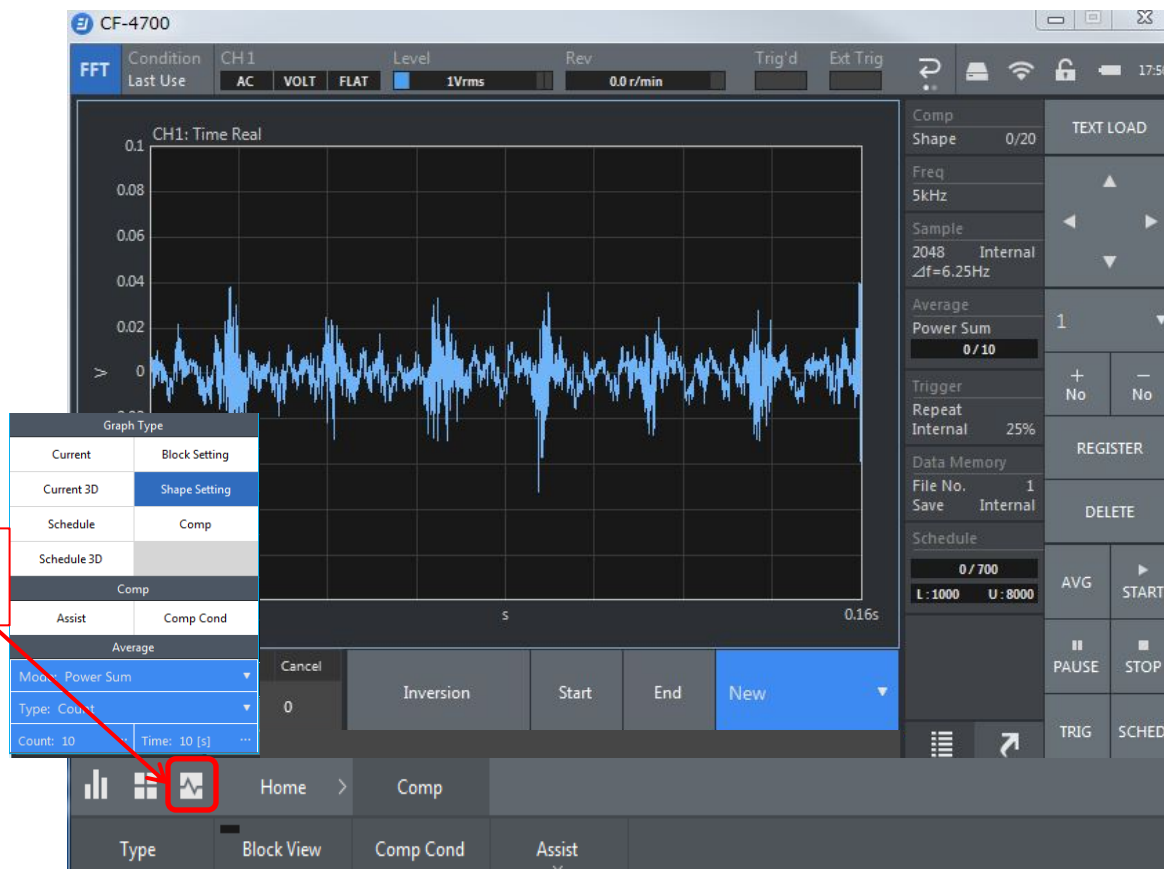 CF-4700
FFT
Condition
Last Use
CH1
AC VOLT FLAT
Level
1Vrms
Rev
0.0 r/min
Trig'd
Ext Trig
CH1: Time Real
0.1
0.08
0.06
0.04
0.02
0
V
s
0.16s
Graph Type
Current Block Setting
Current 3D Shape Setting
Schedule Comp
Schedule 3D
Comp
Assist Comp Cond
Average
Mode: Power Sum
Type: Count
Count: 10 Time: 10 [s]
Cancel
0
Inversion
Start
End
New
Comp
Shape 0/20
Freq
5kHz
Sample
2048 Internal
⊿f=6.25Hz
Average
Power Sum
0/10
Trigger
Repeat
Internal 25%
Data Memory
File No. 1
Save Internal
Schedule
0/700
L:1000 U:8000
TEXT LOAD
1
+ No
− No
REGISTER
DELETE
AVG
START
PAUSE
STOP
TRIG
Home > Comp
Type
Block View
Comp Cond
Assist